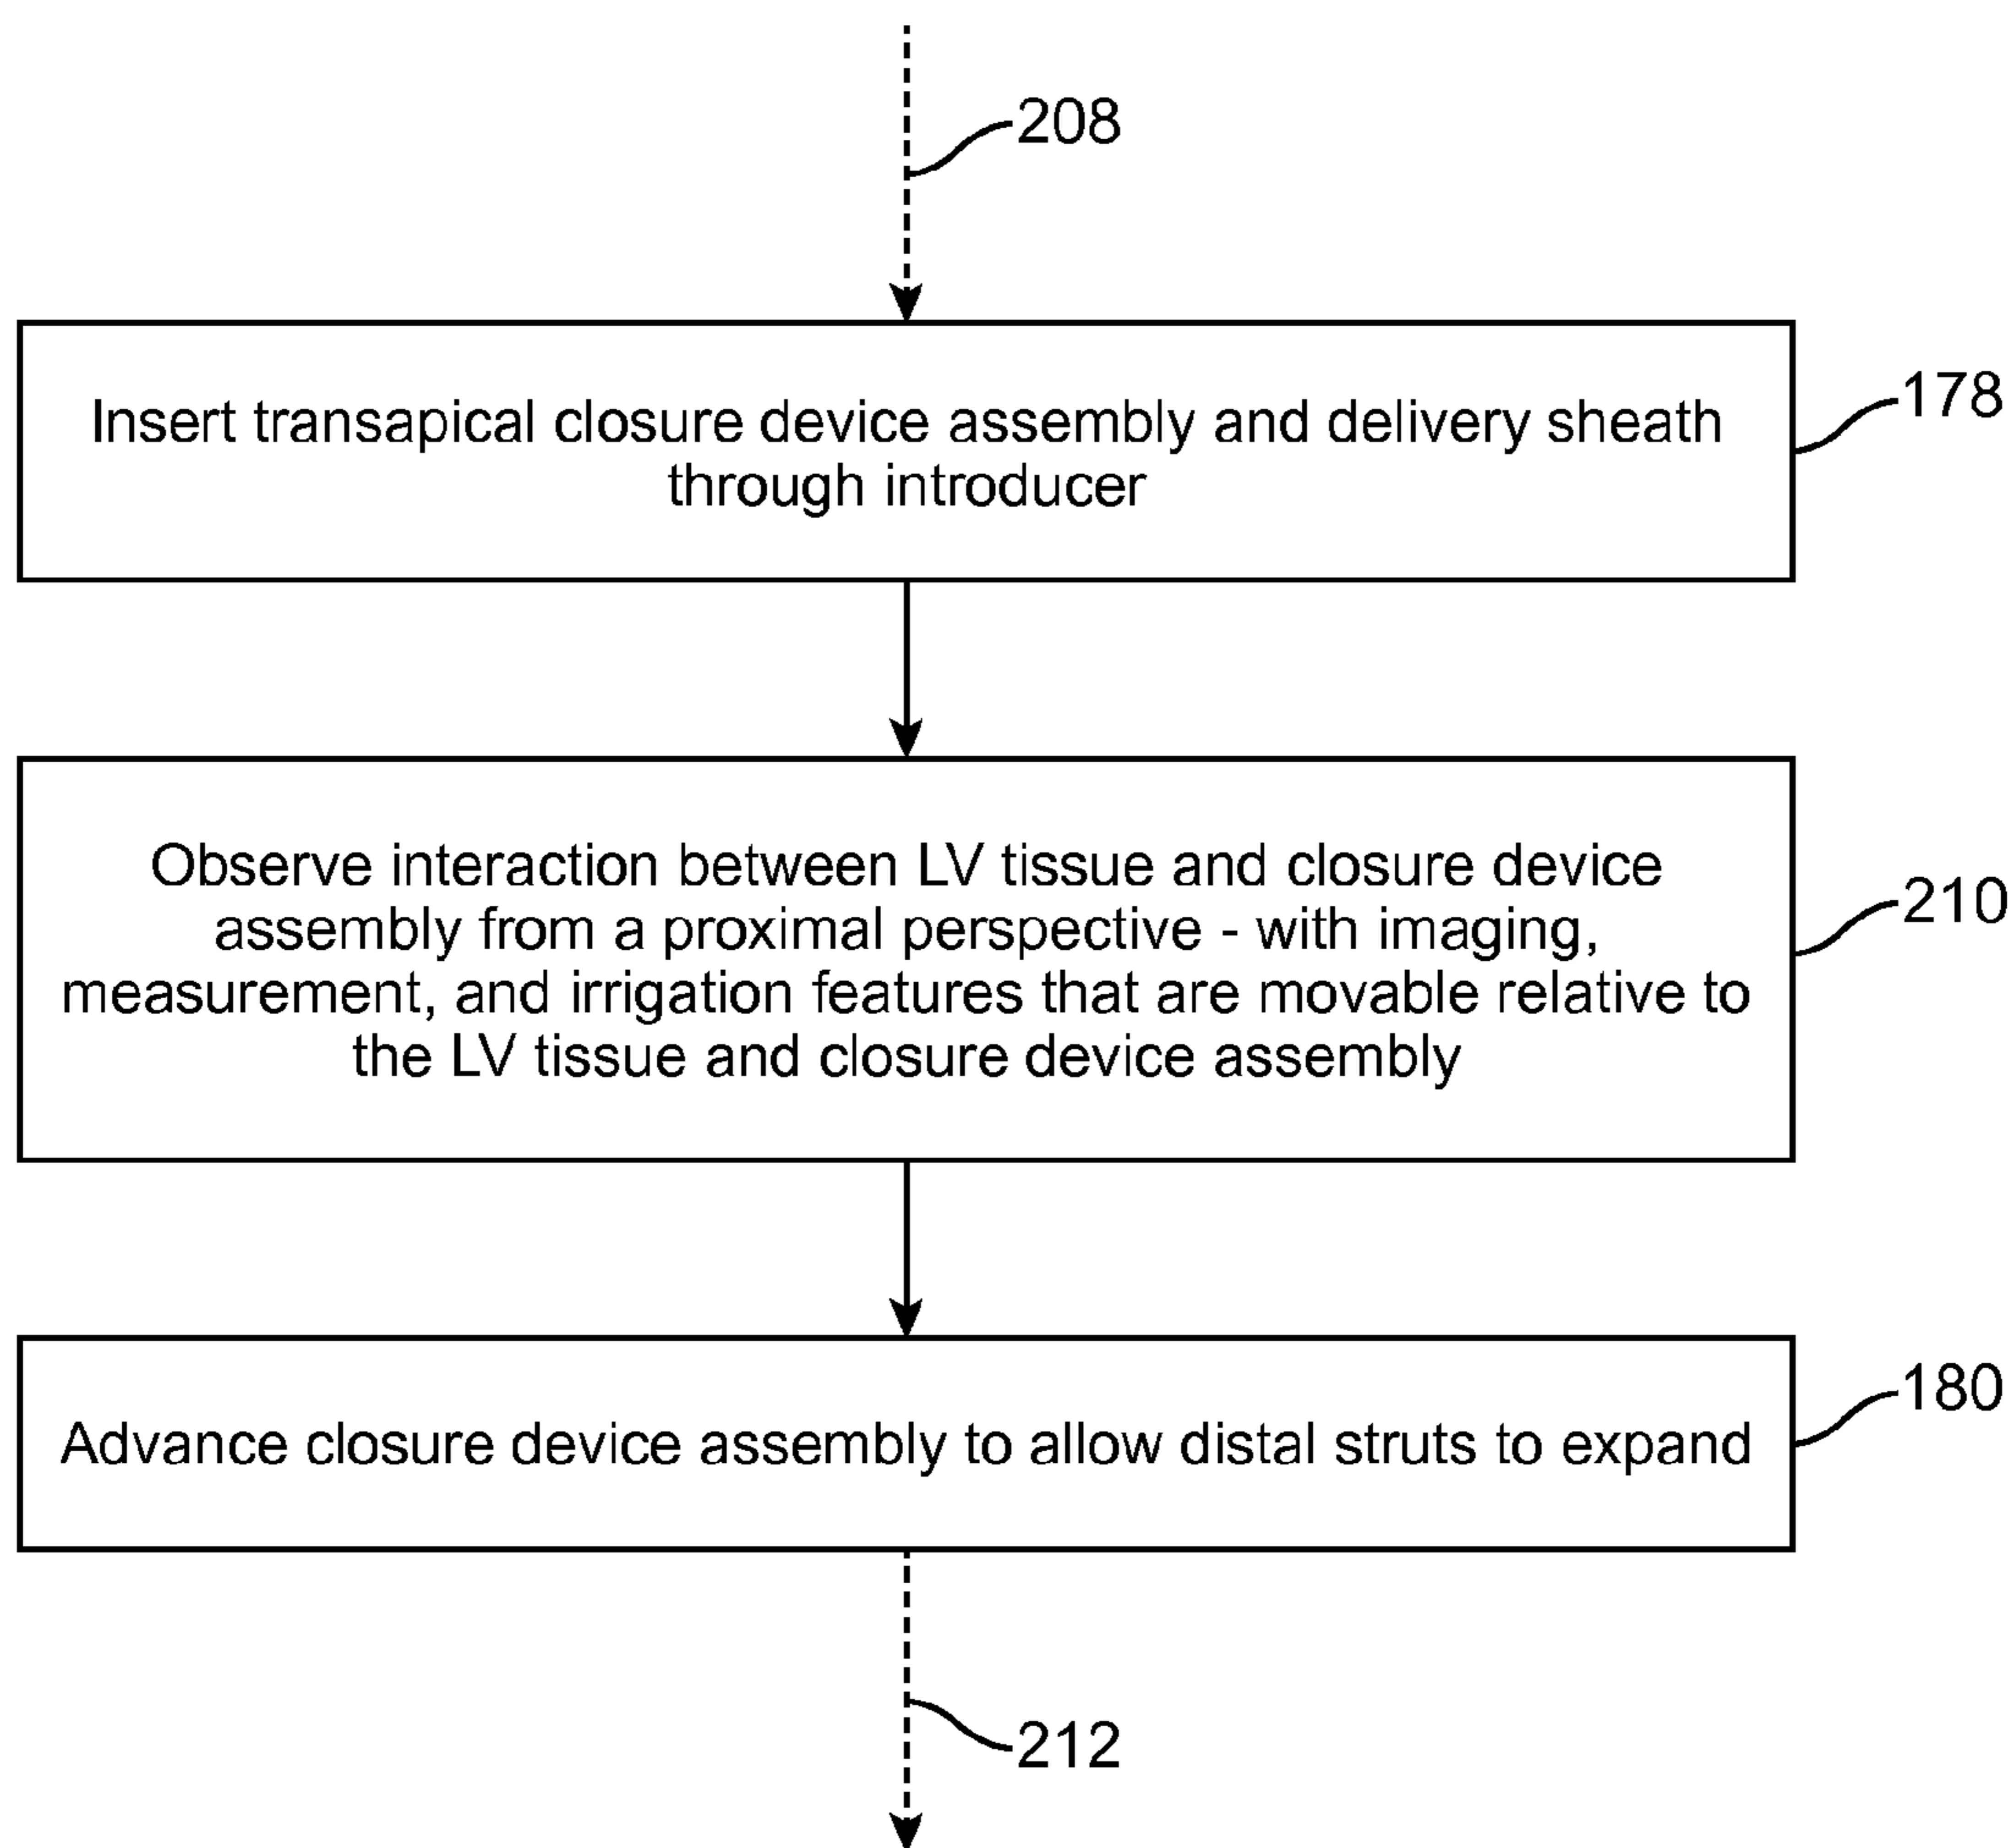 208
Insert transapical closure device assembly and delivery sheath
through introducer
178
Observe interaction between LV tissue and closure device
assembly from a proximal perspective - with imaging,
measurement, and irrigation features that are movable relative to
the LV tissue and closure device assembly
210
Advance closure device assembly to allow distal struts to expand
180
212